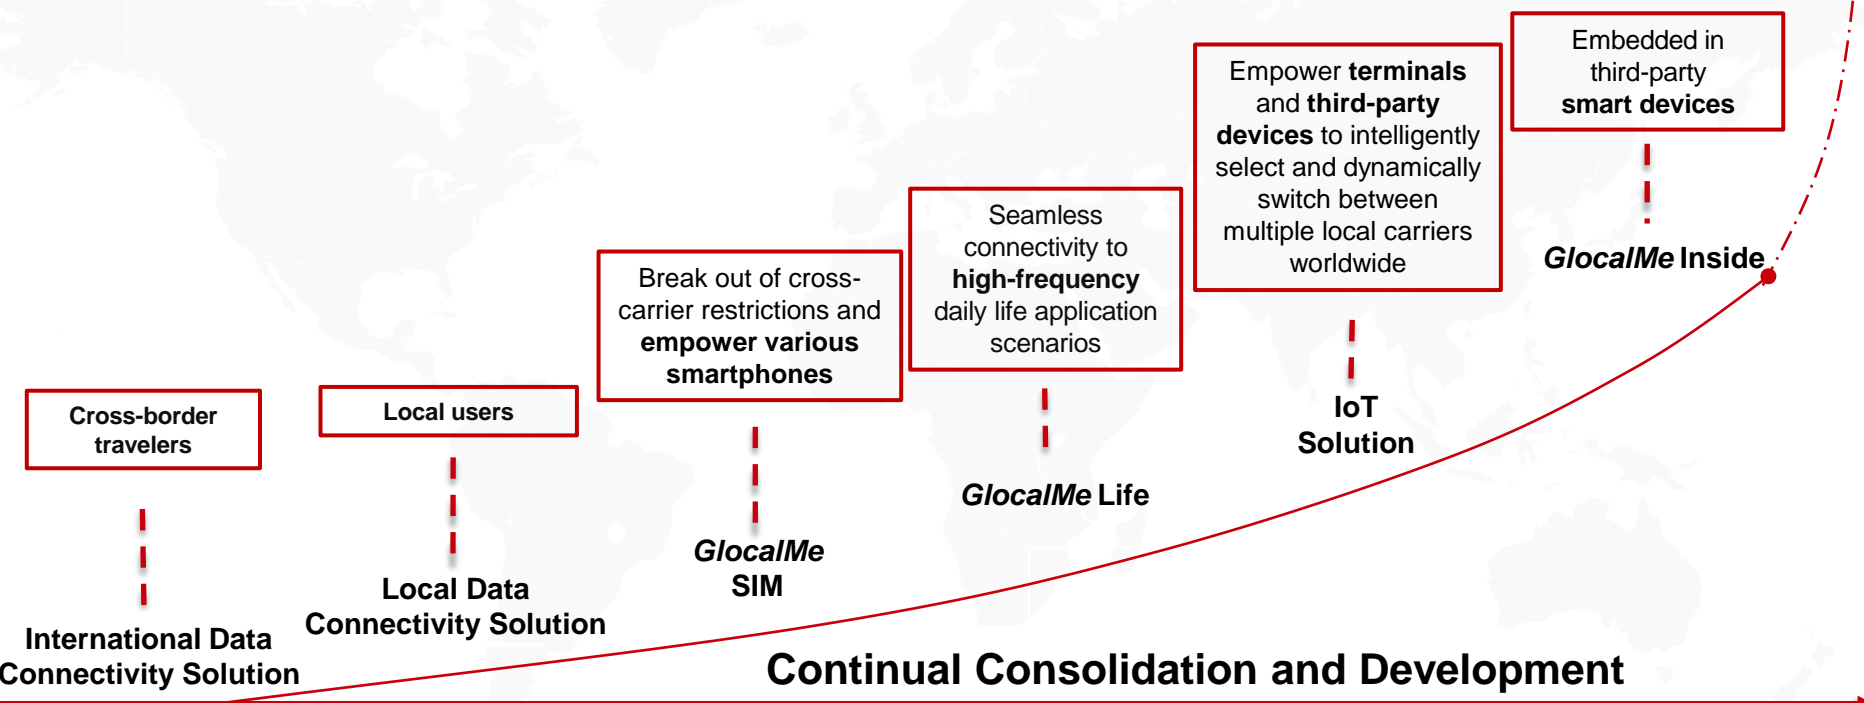 Cross-border
travelers
International Data
Connectivity Solution
Local users
Local Data
Connectivity Solution
Break out of cross-
carrier restrictions and
empower various
smartphones
GlocalMe
SIM
Seamless
connectivity to
high-frequency
daily life application
scenarios
GlocalMe Life
Empower terminals
and third-party
devices to intelligently
select and dynamically
switch between
multiple local carriers
worldwide
IoT
Solution
Embedded in
third-party
smart devices
GlocalMe Inside
Continual Consolidation and Development